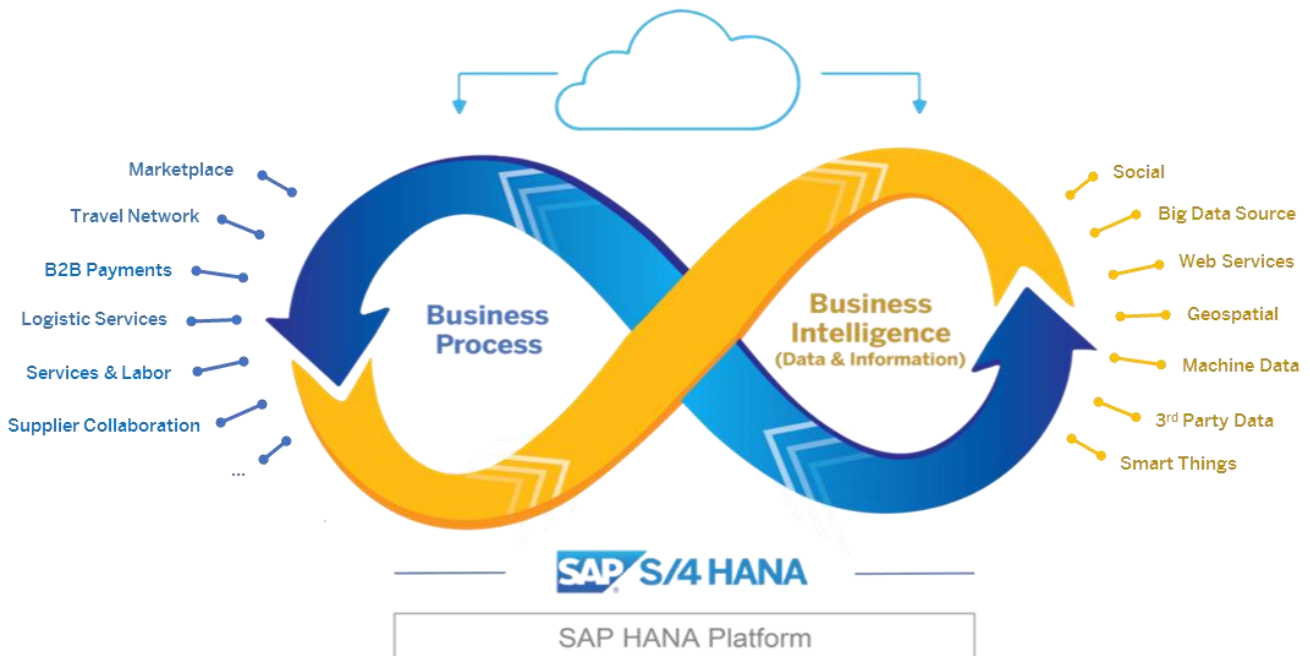 Marketplace
Travel Network
B2B Payments
Logistic Services
Services & Labor
Supplier Collaboration
...
Business
Process
Business
Intelligence
(Data & Information)
Social
Big Data Source
Web Services
Geospatial
Machine Data
3rd Party Data
Smart Things
SAP® S/4 HANA
SAP HANA Platform